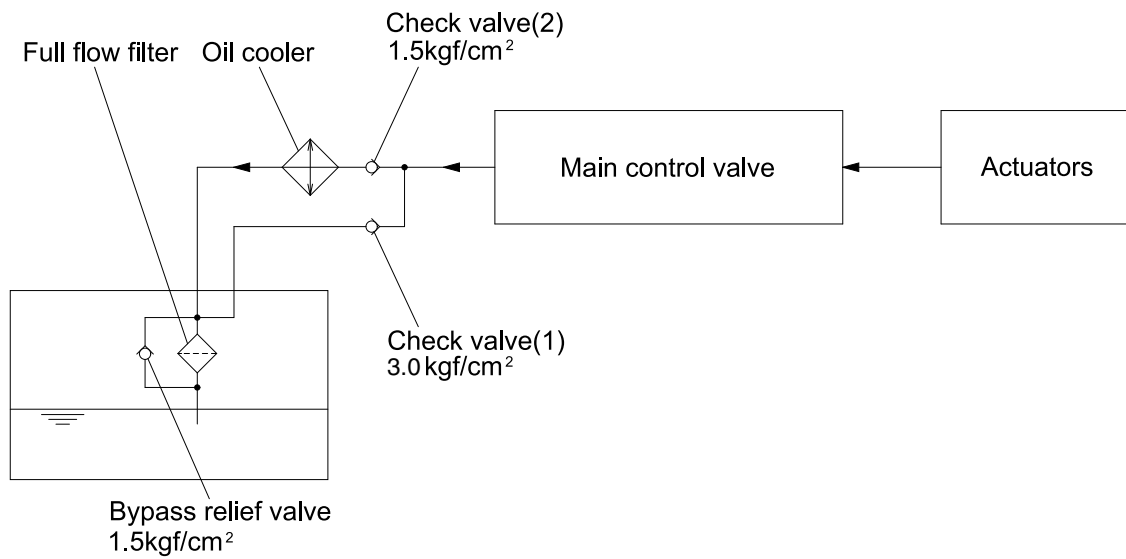 Check valve(2)
1.5kgf/cm²
Full flow filter
Oil cooler
Main control valve
Actuators
Check valve(1)
3.0kgf/cm²
Bypass relief valve
1.5kgf/cm²